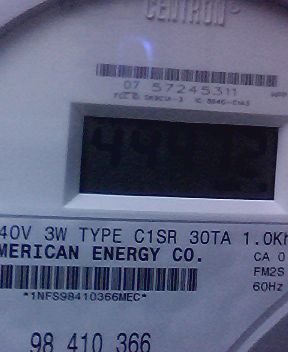 CENTRON®
07 57245311
40V 3W TYPE C1SR 30TA 1.0Kh
MERICAN ENERGY CO.
CA 0
FM2S
60Hz
*1NFS98410366MEC*
98 410 366